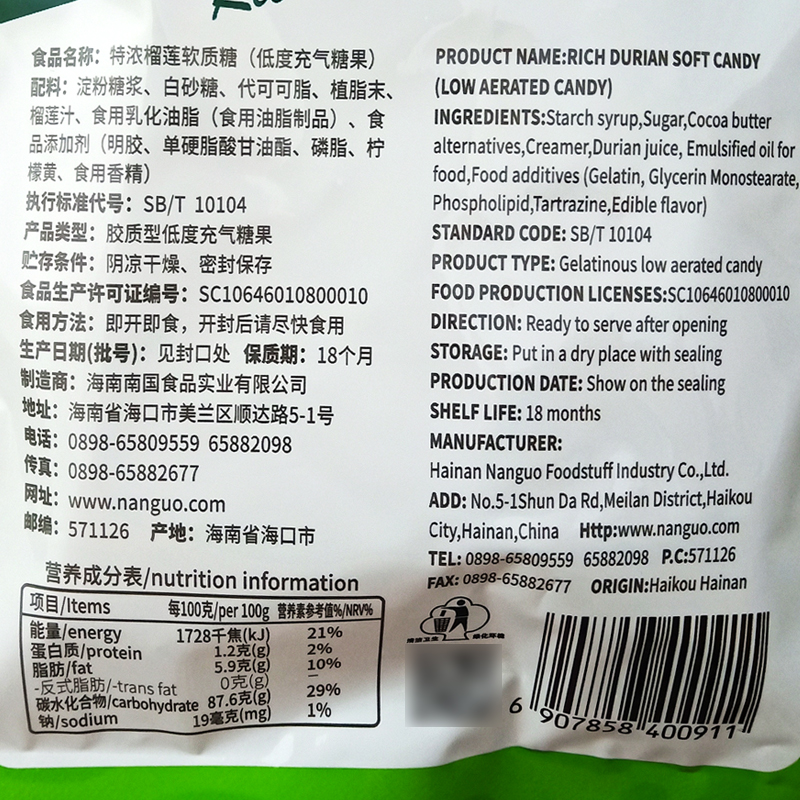 食品名称：特浓榴莲软质糖（低度充气糖果）
配料：淀粉糖浆、白砂糖、代可可脂、植脂末、
榴莲汁、食用乳化油脂（食用油脂制品）、食
品添加剂（明胶、单硬脂酸甘油酯、磷脂、柠
檬黄、食用香精）
执行标准代号：SB/T 10104
产品类型：胶质型低度充气糖果
贮存条件：阴凉干燥、密封保存
食品生产许可证编号：SC10646010800010
食用方法：即开即食，开封后请尽快食用
生产日期(批号)：见封口处 保质期：18个月
制造商：海南南国食品实业有限公司
地址：海南省海口市美兰区顺达路5-1号
电话：0898-65809559 65882098
传真：0898-65882677
网址：www.nanguo.com
邮编：571126 产地：海南省海口市
营养成分表/nutrition information
项目/Items 每100克/per 100g 营养素参考值%/NRV%
能量/energy 1728千焦(kJ) 21%
蛋白质/protein 1.2克(g) 2%
脂肪/fat 5.9克(g) 10%
-反式脂肪/-trans fat 0克(g) —
碳水化合物/carbohydrate 87.6克(g) 29%
钠/sodium 19毫克(mg) 1%
PRODUCT NAME:RICH DURIAN SOFT CANDY
(LOW AERATED CANDY)
INGREDIENTS:Starch syrup,Sugar,Cocoa butter
alternatives,Creamer,Durian juice, Emulsified oil for
food,Food additives (Gelatin, Glycerin Monostearate,
Phospholipid,Tartrazine,Edible flavor)
STANDARD CODE: SB/T 10104
PRODUCT TYPE: Gelatinous low aerated candy
FOOD PRODUCTION LICENSES:SC10646010800010
DIRECTION: Ready to serve after opening
STORAGE: Put in a dry place with sealing
PRODUCTION DATE: Show on the sealing
SHELF LIFE: 18 months
MANUFACTURER:
Hainan Nanguo Foodstuff Industry Co.,Ltd.
ADD: No.5-1Shun Da Rd,Meilan District,Haikou
City,Hainan,China Http:www.nanguo.com
TEL: 0898-65809559 65882098 P.C:571126
FAX: 0898-65882677 ORIGIN:Haikou Hainan
清洁卫生 绿化环境
6 907858 400911